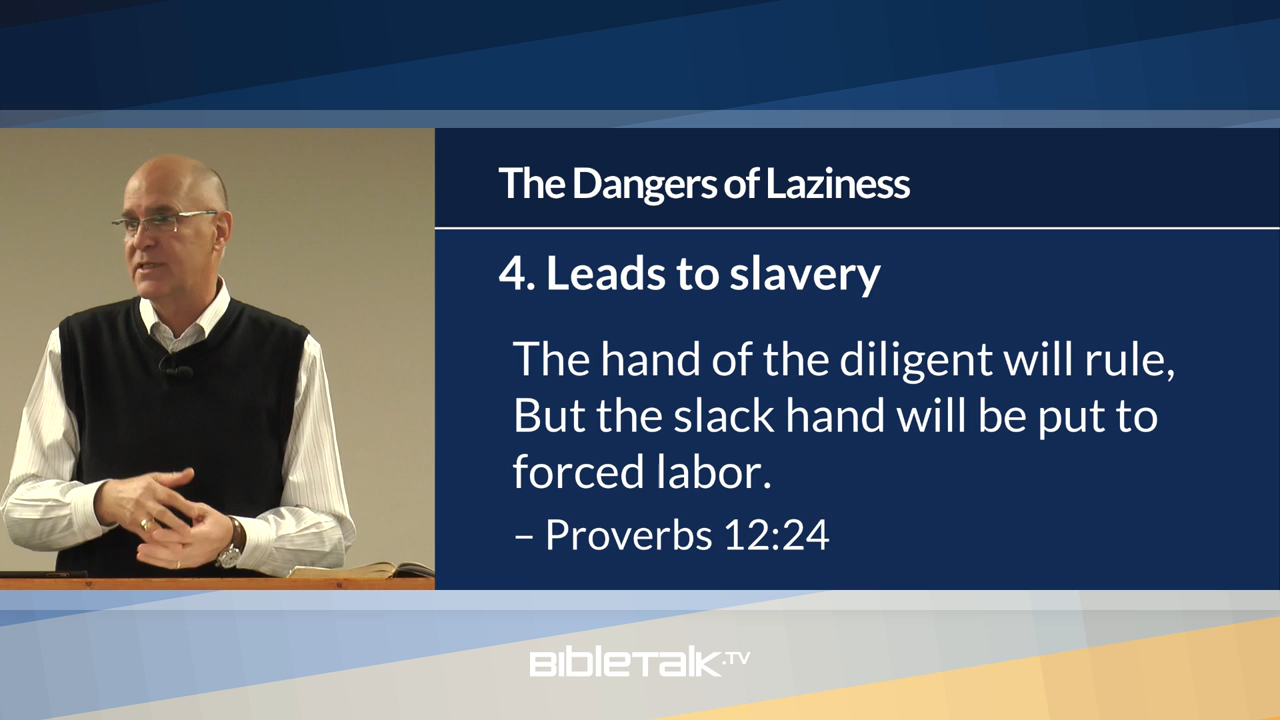 The Dangers of Laziness
4. Leads to slavery
The hand of the diligent will rule,
But the slack hand will be put to
forced labor.
– Proverbs 12:24
BibleTalk.TV